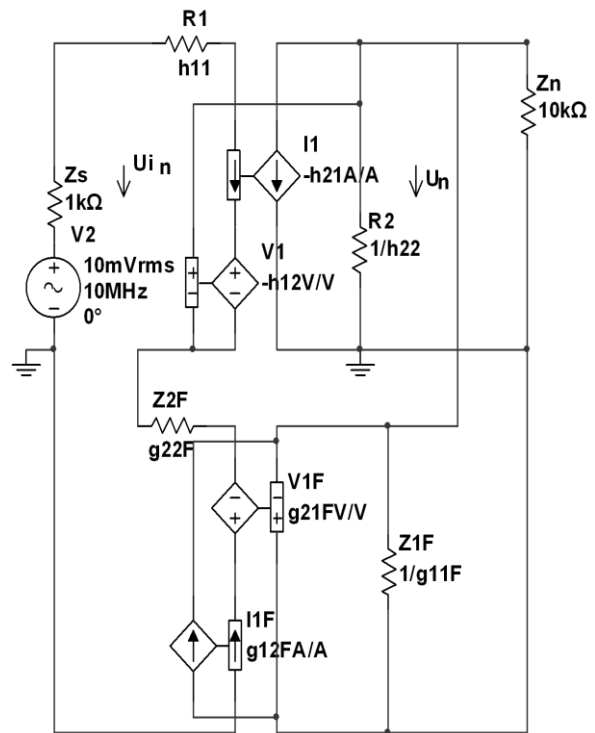 R1
h11
Zn
10kΩ
I1
-h21A/A
Ui n
Un
Zs
1kΩ
R2
1/h22
V2
V1
-h12V/V
10mVrms
10MHz
0°
Z2F
g22F
V1F
g21FV/V
Z1F
1/g11F
I1F
g12FA/A